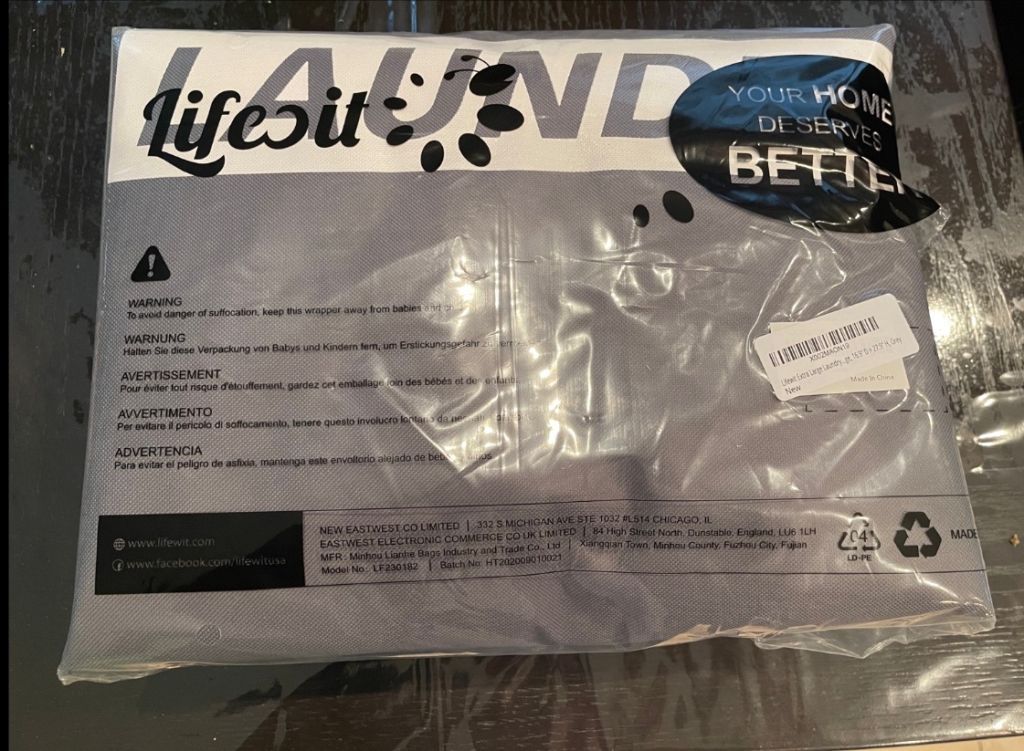 LAUND
Lifewit
YOUR HOME
DESERVES
BETTER
WARNING
To avoid danger of suffocation, keep this wrapper away from babies and
WARNUNG
Halten Sie diese Verpackung von Babys und Kindern fern, um Erstickungsgefahr zu
AVERTISSEMENT
Pour éviter tout risque d'étouffement, gardez cet emballage loin des bébés et des enfants.
AVVERTIMENTO
Per evitare il pericolo di soffocamento, tenere questo involucro lontano da
ADVERTENCIA
Para evitar el peligro de asfixia, mantenga este envoltorio alejado de
X002MA0N19
Lifewit Extra Large Laundry
New
Made In China
www.lifewit.com
www.facebook.com/lifewitusa
NEW EASTWEST CO LIMITED | 332 S MICHIGAN AVE STE 1032 #L514 CHICAGO, IL
EASTWEST ELECTRONIC COMMERCE CO UK LIMITED | 84 High Street North, Dunstable, England, LU6 1LH
MFR: Minhou Lianhe Bags Industry and Trade Co., Ltd | Xiangqian Town, Minhou County, Fuzhou City, Fujian
Model No.: LF230182 | Batch No: HT202009010021
04
LD-PE
MADE